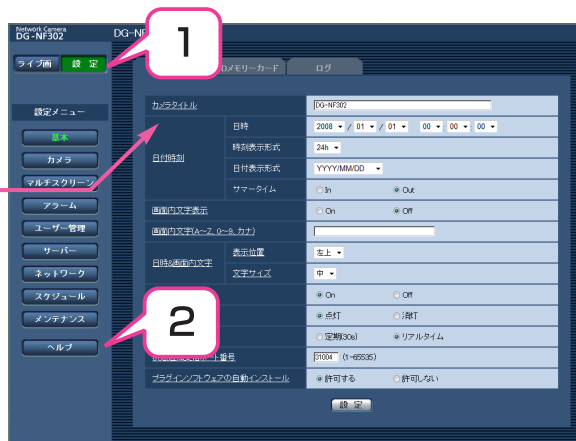 Network Camera
DG-NF302
DG-NF
1
ライブ画 設 定
メモリーカード ログ
設定メニュー
基本
カメラ
マルチスクリーン
アラーム
ユーザー管理
サーバー
ネットワーク
スケジュール
メンテナンス
ヘルプ
カメラタイトル DG-NF302
日付時刻
日時 2008 / 01 / 01 00 : 00 : 00
時刻表示形式 24h
日付表示形式 YYYY/MM/DD
サマータイム In Out
画面内文字表示 On Off
画面内文字(A~Z、0~9、カナ)
日時&画面内文字
表示位置 左上
文字サイズ 中
On Off
点灯 消灯
2
定期(30s) リアルタイム
番号 31004 (1-65535)
プラグインソフトウェアの自動インストール 許可する 許可しない
設 定